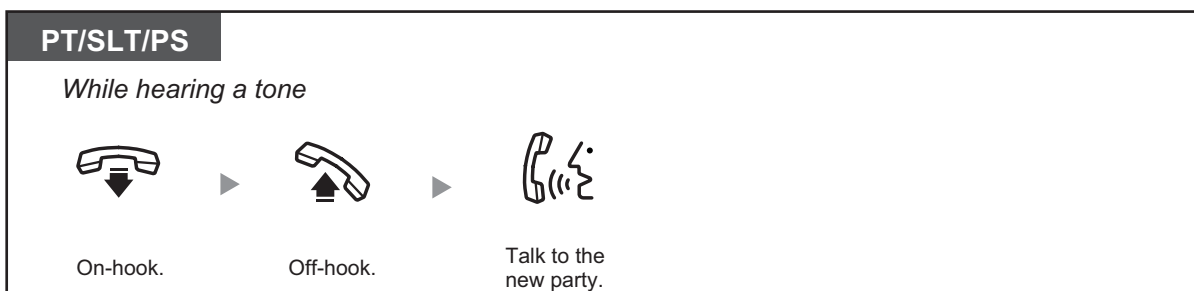 PT/SLT/PS
While hearing a tone
On-hook.
Off-hook.
Talk to the
new party.